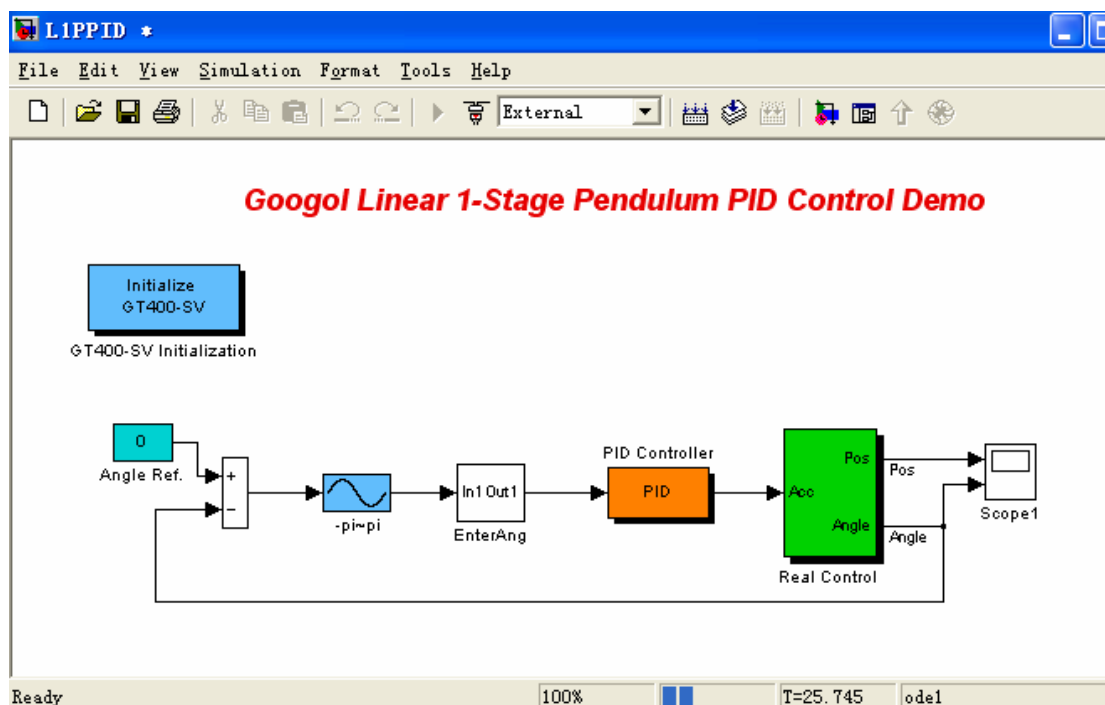 L1PPID *
File Edit View Simulation Format Tools Help
External
Googol Linear 1-Stage Pendulum PID Control Demo
Initialize
GT400-SV
GT400-SV Initialization
0
Angle Ref.
+
−
-pi~pi
In1 Out1
EnterAng
PID Controller
PID
Pos
Acc
Angle
Real Control
Pos
Angle
Scope1
Ready 100% T=25.745 ode1